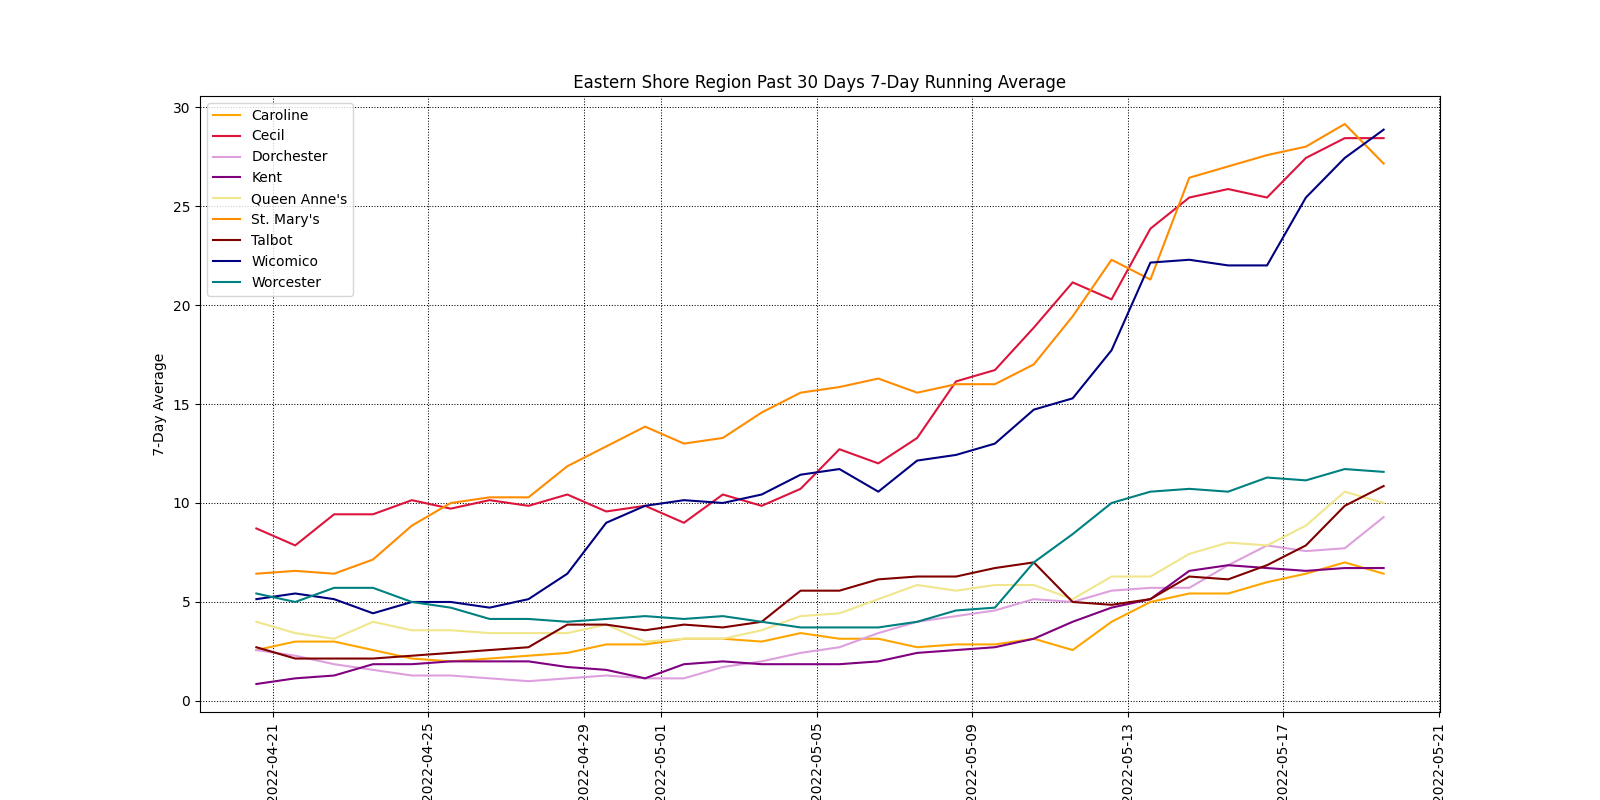 Eastern Shore Region Past 30 Days 7-Day Running Average
30
25
20
15
10
5
0
7-Day Average
Caroline
Cecil
Dorchester
Kent
Queen Anne's
St. Mary's
Talbot
Wicomico
Worcester
2022-04-21
2022-04-25
2022-04-29
2022-05-01
2022-05-05
2022-05-09
2022-05-13
2022-05-17
2022-05-21